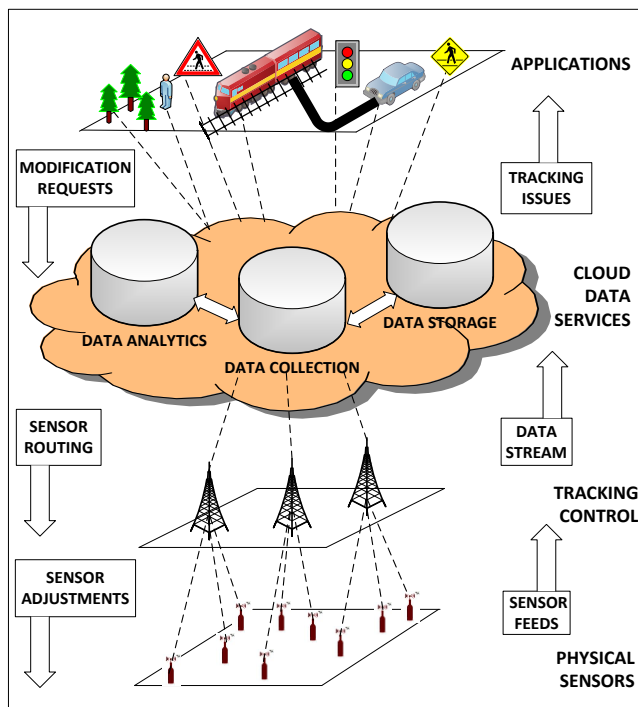 APPLICATIONS
MODIFICATION
REQUESTS
TRACKING
ISSUES
CLOUD
DATA
SERVICES
DATA ANALYTICS
DATA COLLECTION
DATA STORAGE
SENSOR
ROUTING
DATA
STREAM
TRACKING
CONTROL
SENSOR
ADJUSTMENTS
SENSOR
FEEDS
PHYSICAL
SENSORS